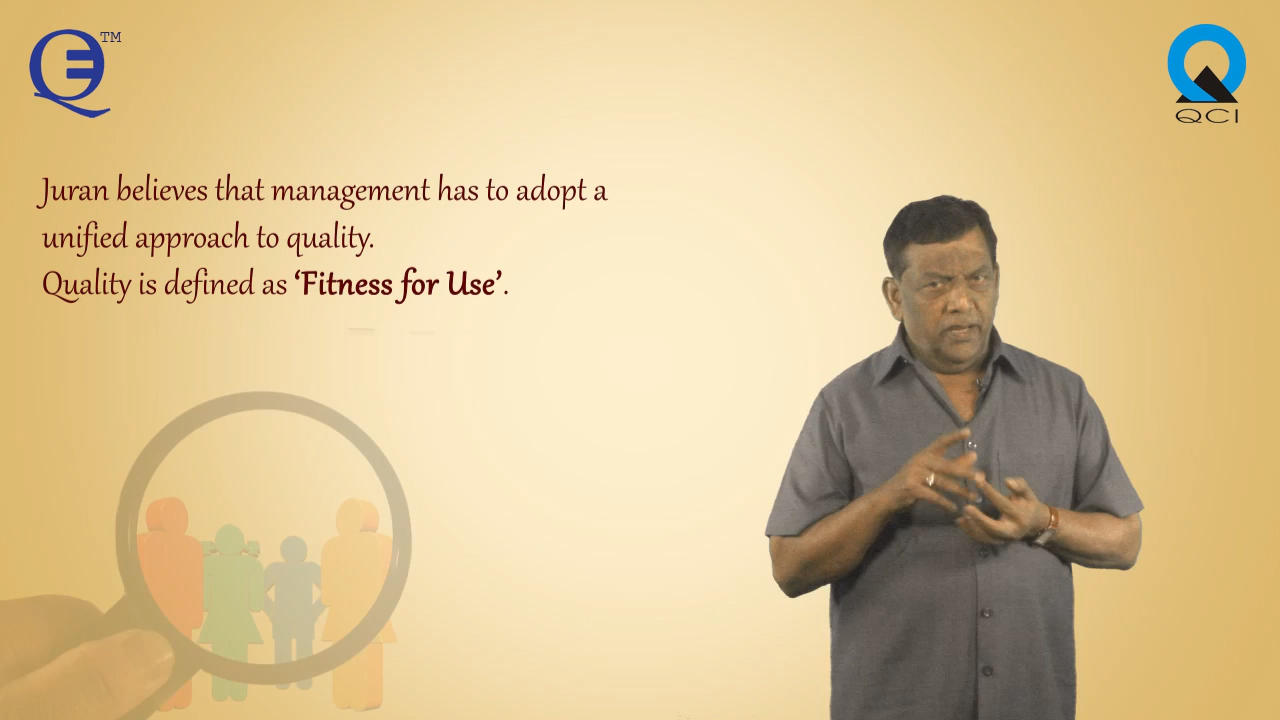 TM
QCI
Juran believes that management has to adopt a
unified approach to quality.
Quality is defined as ‘Fitness for Use’.